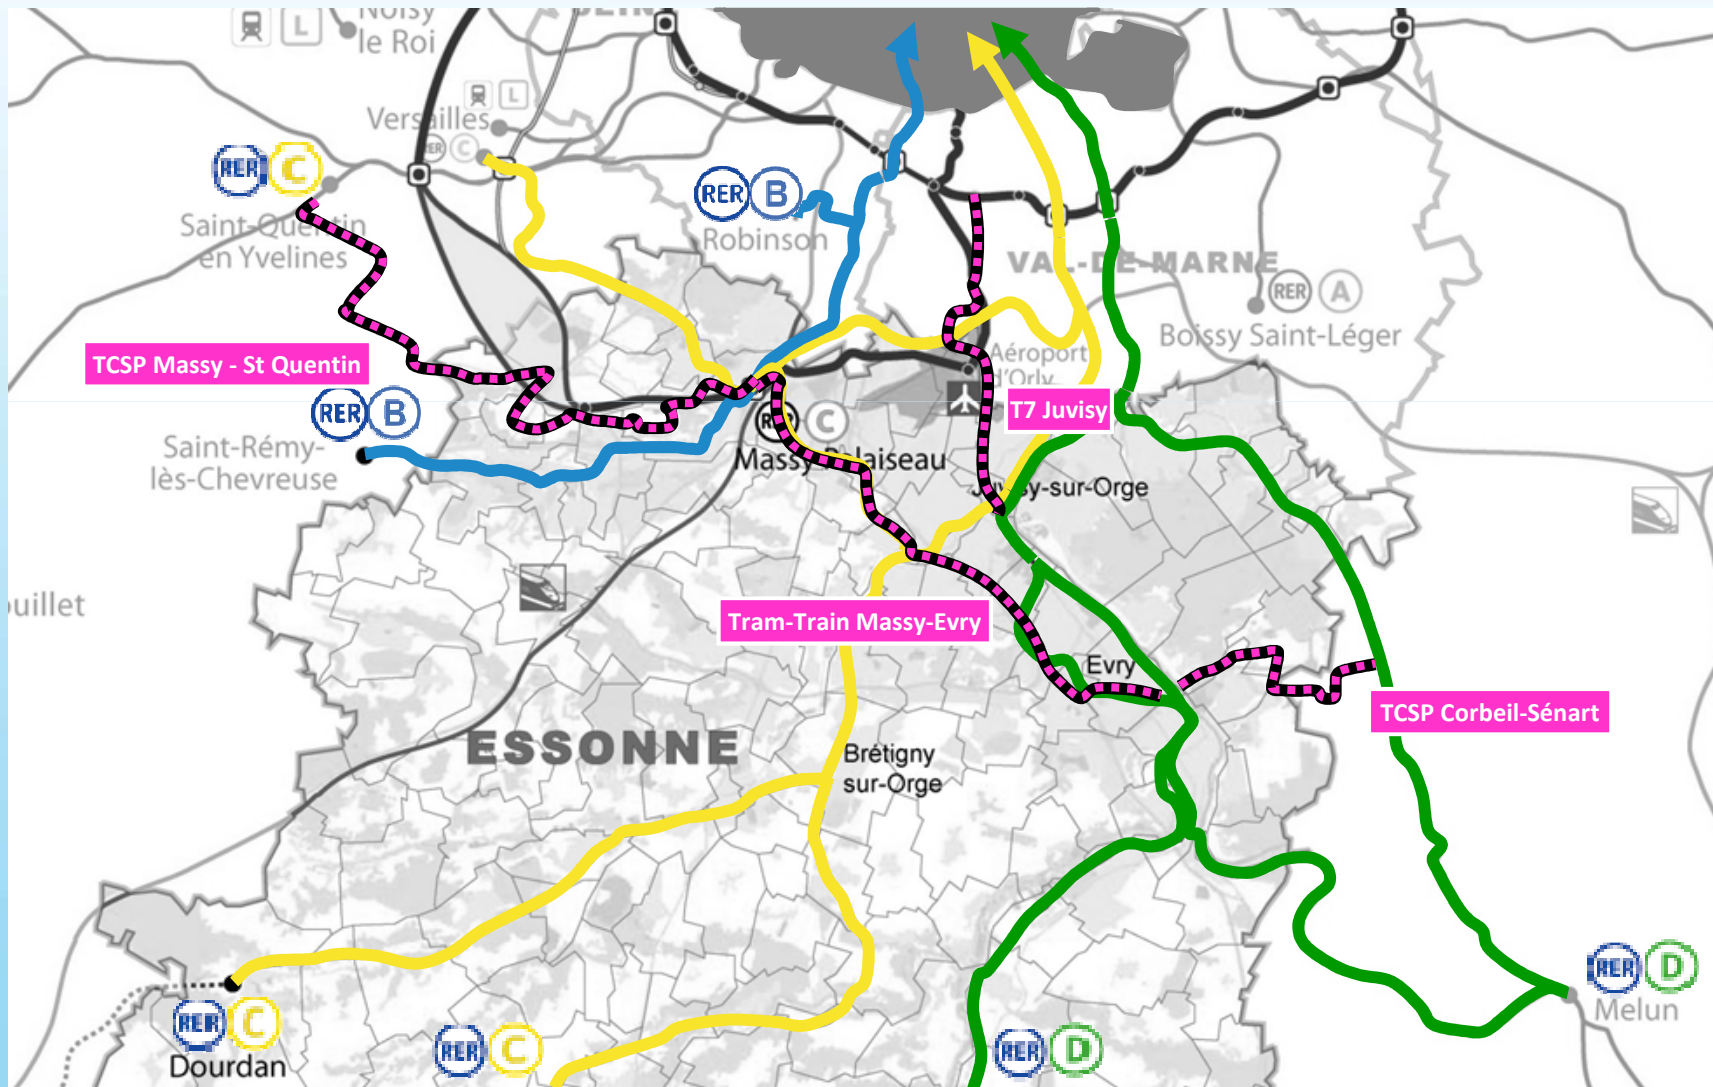 Noisy
le Roi
L
L
Versailles
RER C
RER C
Saint-Quentin
en Yvelines
RER B
Robinson
VAL-DE-MARNE
RER A
Boissy Saint-Léger
TCSP Massy - St Quentin
Aéroport
d'Orly
T7 Juvisy
RER B
RER C
Saint-Rémy-
lès-Chevreuse
Massy-Palaiseau
Juvisy-sur-Orge
ouillet
Tram-Train Massy-Evry
Evry
TCSP Corbeil-Sénart
ESSONNE
Brétigny
sur-Orge
RER D
Melun
RER C
Dourdan
RER C
RER D